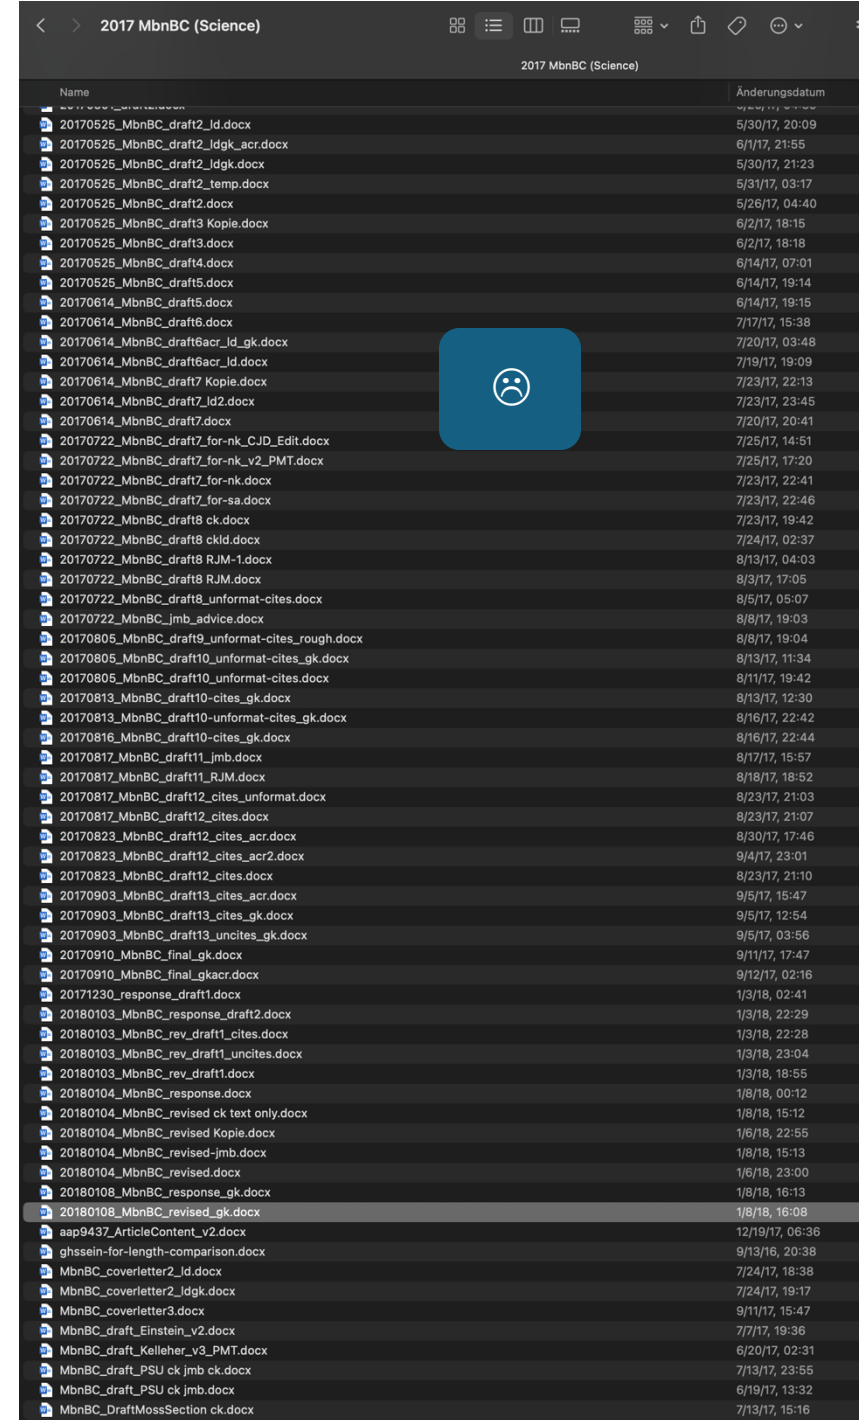 2017 MbnBC (Science)
2017 MbnBC (Science)
Name Änderungsdatum
20170525_MbnBC_draft2_ld.docx 5/30/17, 20:09
20170525_MbnBC_draft2_ldgk_acr.docx 6/1/17, 21:55
20170525_MbnBC_draft2_ldgk.docx 5/30/17, 21:23
20170525_MbnBC_draft2_temp.docx 5/31/17, 03:17
20170525_MbnBC_draft2.docx 5/26/17, 04:40
20170525_MbnBC_draft3 Kopie.docx 6/2/17, 18:15
20170525_MbnBC_draft3.docx 6/2/17, 18:18
20170525_MbnBC_draft4.docx 6/14/17, 07:01
20170525_MbnBC_draft5.docx 6/14/17, 19:14
20170614_MbnBC_draft5.docx 6/14/17, 19:15
20170614_MbnBC_draft6.docx 7/17/17, 15:38
20170614_MbnBC_draft6acr_ld_gk.docx 7/20/17, 03:48
20170614_MbnBC_draft6acr_ld.docx 7/19/17, 19:09
20170614_MbnBC_draft7 Kopie.docx 7/23/17, 22:13
20170614_MbnBC_draft7_ld2.docx 7/23/17, 23:45
20170614_MbnBC_draft7.docx 7/20/17, 20:41
20170722_MbnBC_draft7_for-nk_CJD_Edit.docx 7/25/17, 14:51
20170722_MbnBC_draft7_for-nk_v2_PMT.docx 7/25/17, 17:20
20170722_MbnBC_draft7_for-nk.docx 7/23/17, 22:41
20170722_MbnBC_draft7_for-sa.docx 7/23/17, 22:46
20170722_MbnBC_draft8 ck.docx 7/23/17, 19:42
20170722_MbnBC_draft8 ckld.docx 7/24/17, 02:37
20170722_MbnBC_draft8 RJM-1.docx 8/13/17, 04:03
20170722_MbnBC_draft8 RJM.docx 8/3/17, 17:05
20170722_MbnBC_draft8_unformat-cites.docx 8/5/17, 05:07
20170722_MbnBC_jmb_advice.docx 8/8/17, 19:03
20170805_MbnBC_draft9_unformat-cites_rough.docx 8/8/17, 19:04
20170805_MbnBC_draft10_unformat-cites_gk.docx 8/13/17, 11:34
20170805_MbnBC_draft10_unformat-cites.docx 8/11/17, 19:42
20170813_MbnBC_draft10-cites_gk.docx 8/13/17, 12:30
20170813_MbnBC_draft10-unformat-cites_gk.docx 8/16/17, 22:42
20170816_MbnBC_draft10-cites_gk.docx 8/16/17, 22:44
20170817_MbnBC_draft11_jmb.docx 8/17/17, 15:57
20170817_MbnBC_draft11_RJM.docx 8/18/17, 18:52
20170817_MbnBC_draft12_cites_unformat.docx 8/23/17, 21:03
20170817_MbnBC_draft12_cites.docx 8/23/17, 21:07
20170823_MbnBC_draft12_cites_acr.docx 8/30/17, 17:46
20170823_MbnBC_draft12_cites_acr2.docx 9/4/17, 23:01
20170823_MbnBC_draft12_cites.docx 8/23/17, 21:10
20170903_MbnBC_draft13_cites_acr.docx 9/5/17, 15:47
20170903_MbnBC_draft13_cites_gk.docx 9/5/17, 12:54
20170903_MbnBC_draft13_uncites_gk.docx 9/5/17, 03:56
20170910_MbnBC_final_gk.docx 9/11/17, 17:47
20170910_MbnBC_final_gkacr.docx 9/12/17, 02:16
20171230_response_draft1.docx 1/3/18, 02:41
20180103_MbnBC_response_draft2.docx 1/3/18, 22:29
20180103_MbnBC_rev_draft1_cites.docx 1/3/18, 22:28
20180103_MbnBC_rev_draft1_uncites.docx 1/3/18, 23:04
20180103_MbnBC_rev_draft1.docx 1/3/18, 18:55
20180104_MbnBC_response.docx 1/8/18, 00:12
20180104_MbnBC_revised ck text only.docx 1/8/18, 15:12
20180104_MbnBC_revised Kopie.docx 1/6/18, 22:55
20180104_MbnBC_revised-jmb.docx 1/8/18, 15:13
20180104_MbnBC_revised.docx 1/6/18, 23:00
20180108_MbnBC_response_gk.docx 1/8/18, 16:13
20180108_MbnBC_revised_gk.docx 1/8/18, 16:08
aap9437_ArticleContent_v2.docx 12/19/17, 06:36
ghssein-for-length-comparison.docx 9/13/16, 20:38
MbnBC_coverletter2_ld.docx 7/24/17, 18:38
MbnBC_coverletter2_ldgk.docx 7/24/17, 19:17
MbnBC_coverletter3.docx 9/11/17, 15:47
MbnBC_draft_Einstein_v2.docx 7/7/17, 19:36
MbnBC_draft_Kelleher_v3_PMT.docx 6/20/17, 02:31
MbnBC_draft_PSU ck jmb ck.docx 7/13/17, 23:55
MbnBC_draft_PSU ck jmb.docx 6/19/17, 13:32
MbnBC_DraftMossSection ck.docx 7/13/17, 15:16